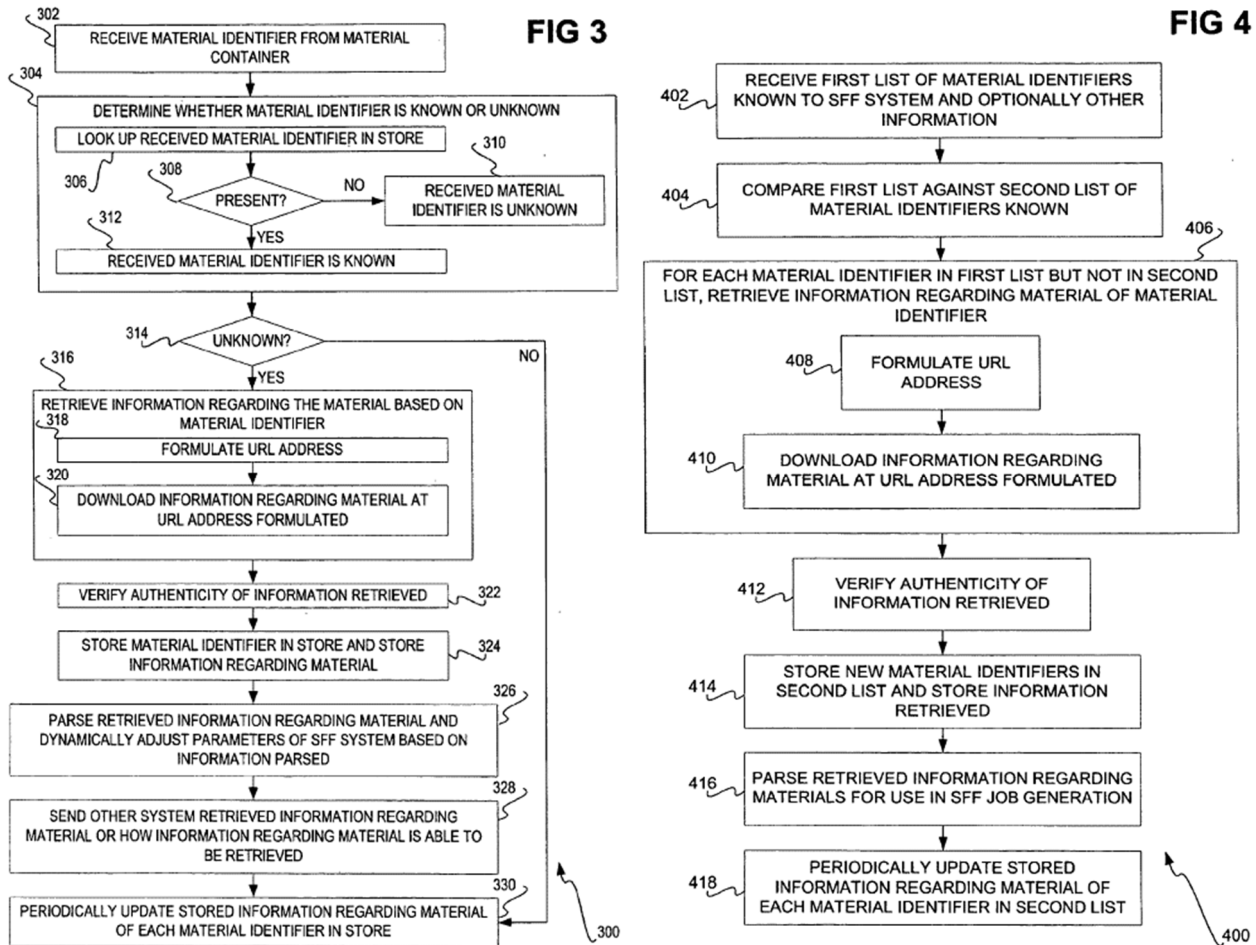 FIG 3
302
RECEIVE MATERIAL IDENTIFIER FROM MATERIAL
CONTAINER
304
DETERMINE WHETHER MATERIAL IDENTIFIER IS KNOWN OR UNKNOWN
LOOK UP RECEIVED MATERIAL IDENTIFIER IN STORE
306
308
PRESENT?
NO
310
RECEIVED MATERIAL
IDENTIFIER IS UNKNOWN
312
YES
RECEIVED MATERIAL IDENTIFIER IS KNOWN
314
UNKNOWN?
NO
YES
316
RETRIEVE INFORMATION REGARDING THE MATERIAL BASED ON
MATERIAL IDENTIFIER
318
FORMULATE URL ADDRESS
320
DOWNLOAD INFORMATION REGARDING MATERIAL AT
URL ADDRESS FORMULATED
VERIFY AUTHENTICITY OF INFORMATION RETRIEVED
322
STORE MATERIAL IDENTIFIER IN STORE AND STORE
INFORMATION REGARDING MATERIAL
324
326
PARSE RETRIEVED INFORMATION REGARDING MATERIAL AND
DYNAMICALLY ADJUST PARAMETERS OF SFF SYSTEM BASED ON
INFORMATION PARSED
328
SEND OTHER SYSTEM RETRIEVED INFORMATION REGARDING
MATERIAL OR HOW INFORMATION REGARDING MATERIAL IS ABLE TO
BE RETRIEVED
330
PERIODICALLY UPDATE STORED INFORMATION REGARDING MATERIAL
OF EACH MATERIAL IDENTIFIER IN STORE
300
FIG 4
402
RECEIVE FIRST LIST OF MATERIAL IDENTIFIERS
KNOWN TO SFF SYSTEM AND OPTIONALLY OTHER
INFORMATION
404
COMPARE FIRST LIST AGAINST SECOND LIST OF
MATERIAL IDENTIFIERS KNOWN
406
FOR EACH MATERIAL IDENTIFIER IN FIRST LIST BUT NOT IN SECOND
LIST, RETRIEVE INFORMATION REGARDING MATERIAL OF MATERIAL
IDENTIFIER
408
FORMULATE URL
ADDRESS
410
DOWNLOAD INFORMATION REGARDING
MATERIAL AT URL ADDRESS FORMULATED
412
VERIFY AUTHENTICITY OF
INFORMATION RETRIEVED
414
STORE NEW MATERIAL IDENTIFIERS IN
SECOND LIST AND STORE INFORMATION
RETRIEVED
416
PARSE RETRIEVED INFORMATION REGARDING
MATERIALS FOR USE IN SFF JOB GENERATION
418
PERIODICALLY UPDATE STORED
INFORMATION REGARDING MATERIAL OF
EACH MATERIAL IDENTIFIER IN SECOND LIST
400